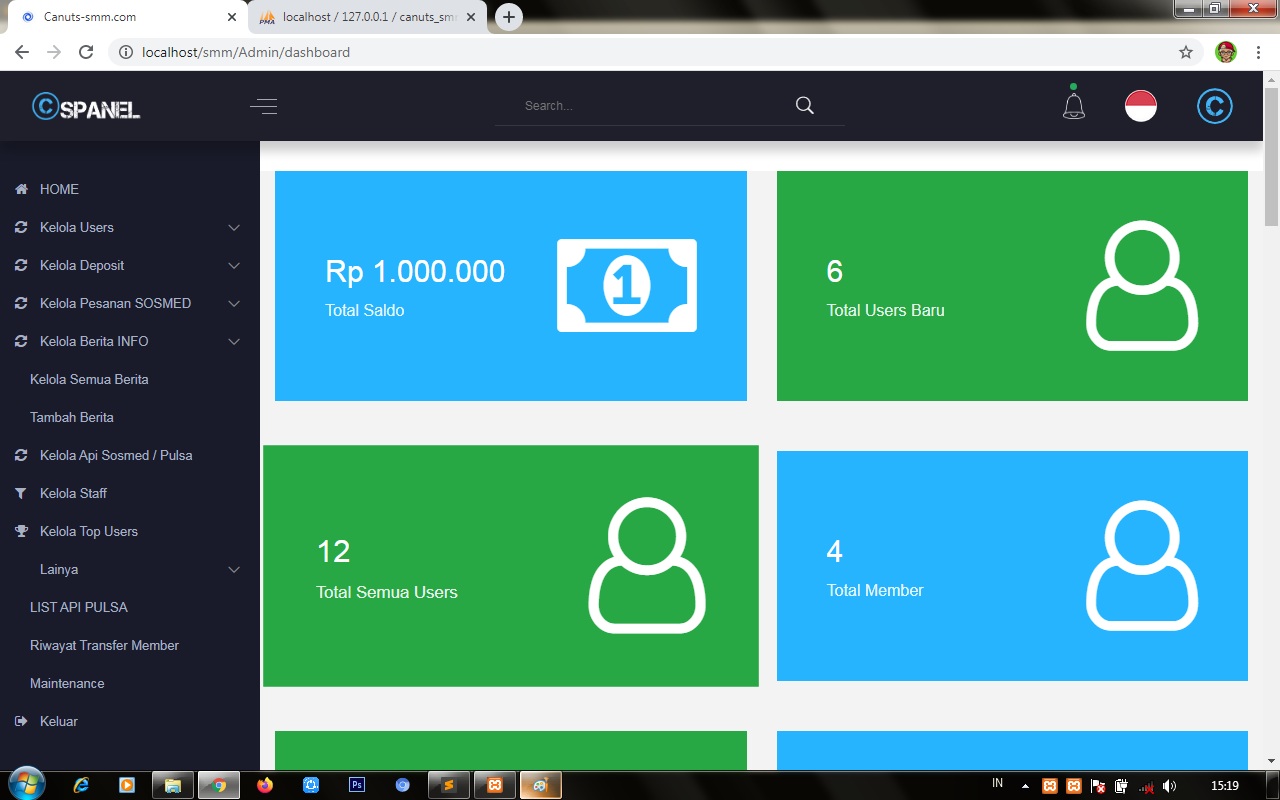 Canuts-smm.com
localhost / 127.0.0.1 / canuts_smm
localhost/smm/Admin/dashboard
C SPANEL
Search...
C
HOME
Kelola Users
Kelola Deposit
Kelola Pesanan SOSMED
Kelola Berita INFO
Kelola Semua Berita
Tambah Berita
Kelola Api Sosmed / Pulsa
Kelola Staff
Kelola Top Users
Lainya
LIST API PULSA
Riwayat Transfer Member
Maintenance
Keluar
Rp 1.000.000
Total Saldo
1
6
Total Users Baru
12
Total Semua Users
4
Total Member
Ps
IN
15:19